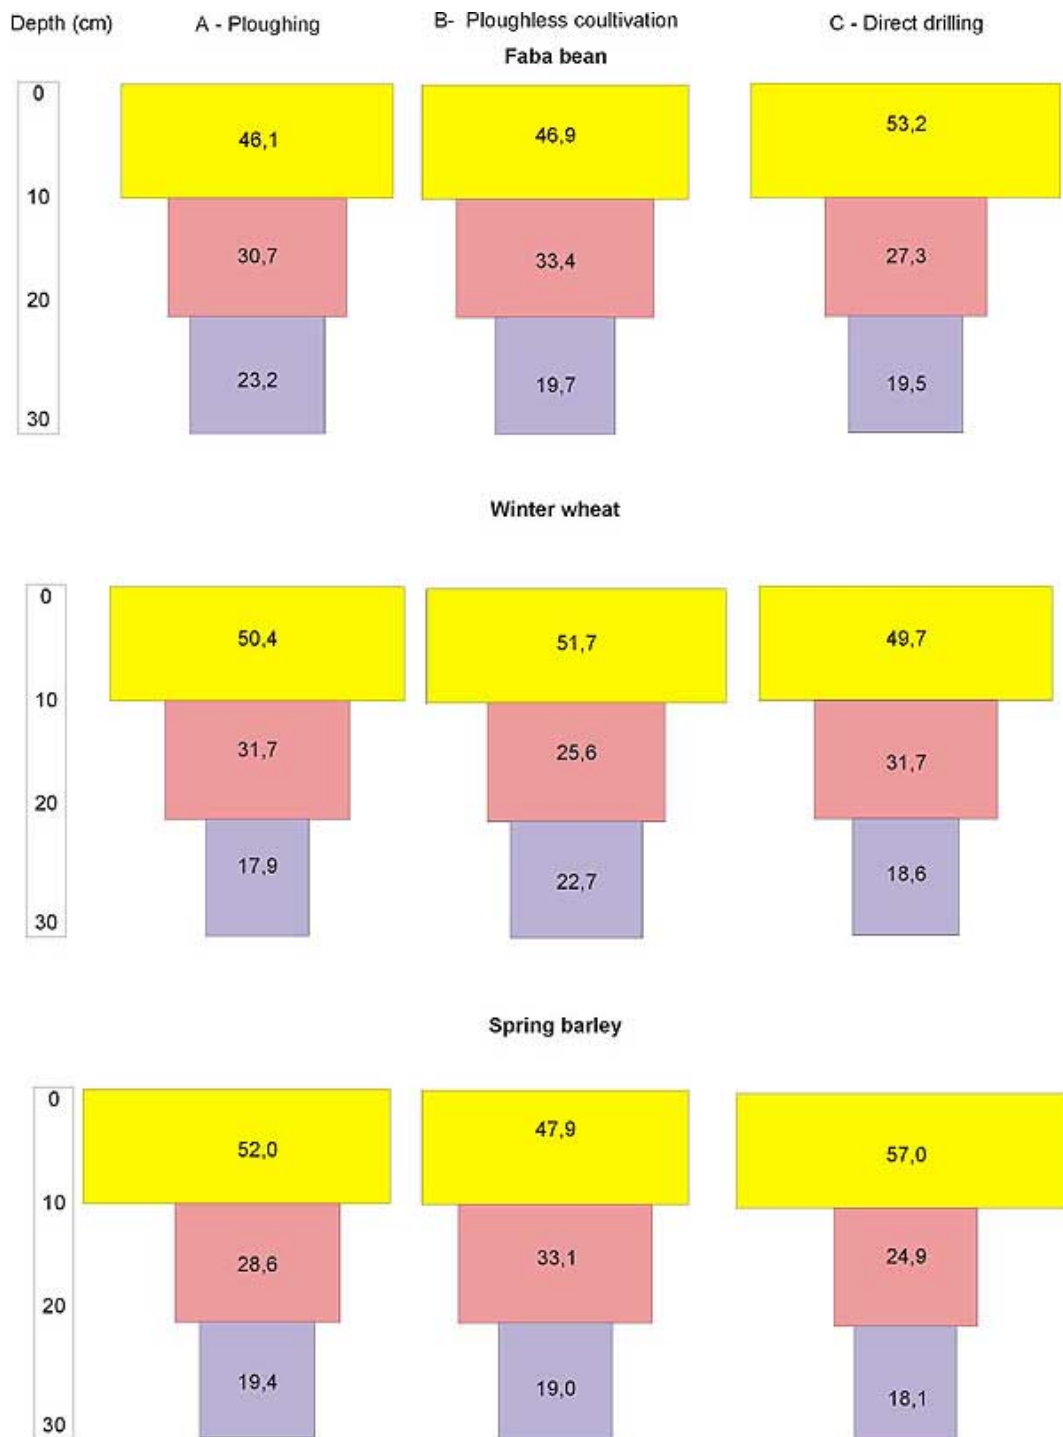 Depth (cm) A - Ploughing B- Ploughless coultivation C - Direct drilling
Faba bean
0
46,1 46,9 53,2
10
30,7 33,4 27,3
20
23,2 19,7 19,5
30
Winter wheat
0
50,4 51,7 49,7
10
31,7 25,6 31,7
20
17,9 22,7 18,6
30
Spring barley
0
52,0 47,9 57,0
10
28,6 33,1 24,9
20
19,4 19,0 18,1
30